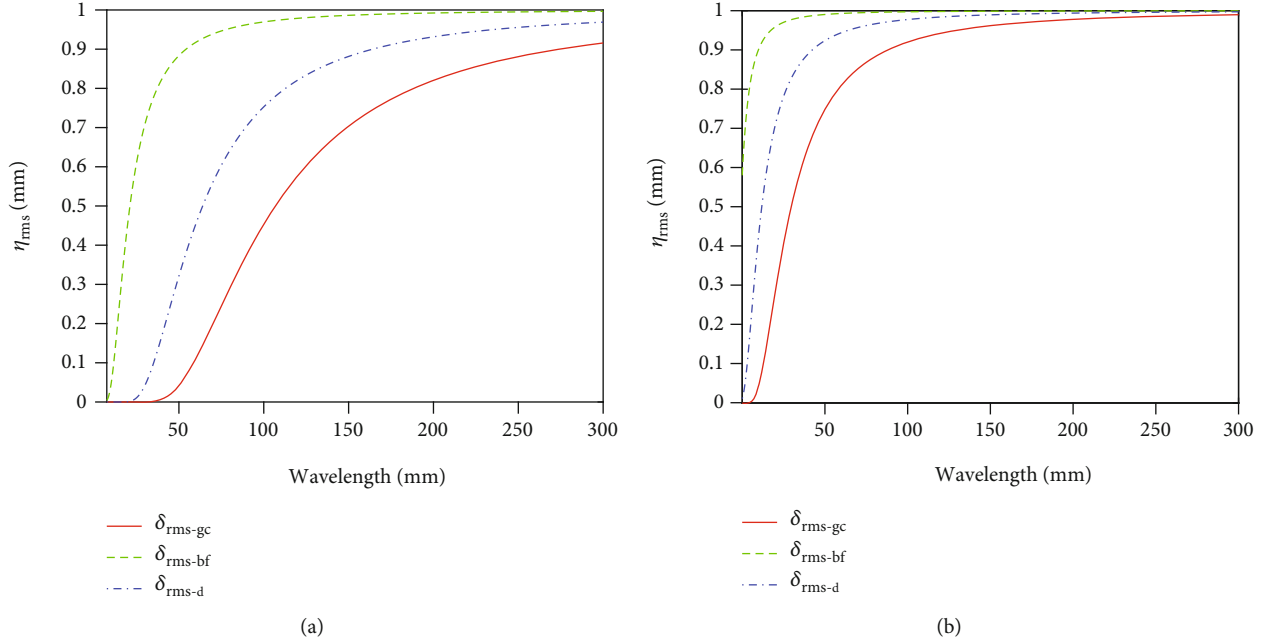 1
0.9
0.8
0.7
0.6
0.5
0.4
0.3
0.2
0.1
0
η_rms (mm)
50 100 150 200 250 300
Wavelength (mm)
δ_rms-gc
δ_rms-bf
δ_rms-d
(a)
1
0.9
0.8
0.7
0.6
0.5
0.4
0.3
0.2
0.1
0
η_rms (mm)
50 100 150 200 250 300
Wavelength (mm)
δ_rms-gc
δ_rms-bf
δ_rms-d
(b)